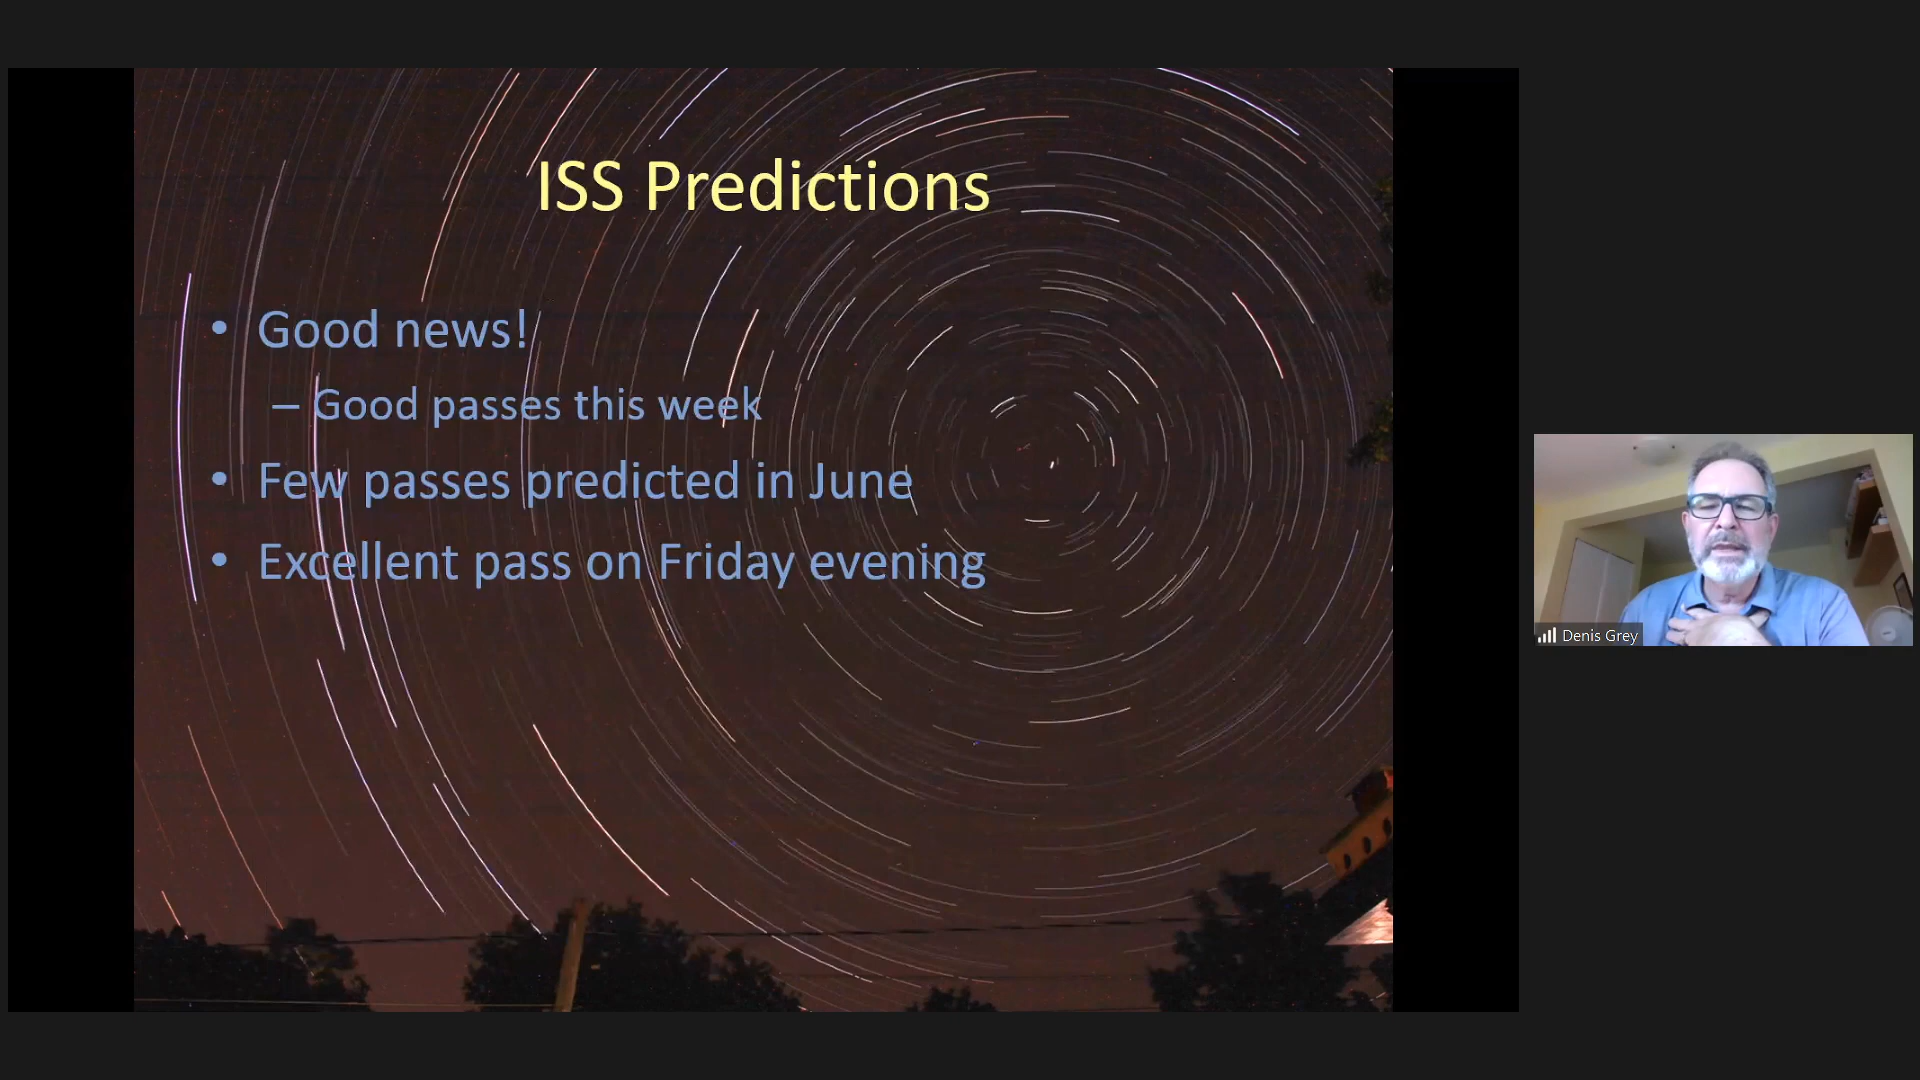 ISS Predictions
• Good news!
– Good passes this week
• Few passes predicted in June
• Excellent pass on Friday evening
Denis Grey